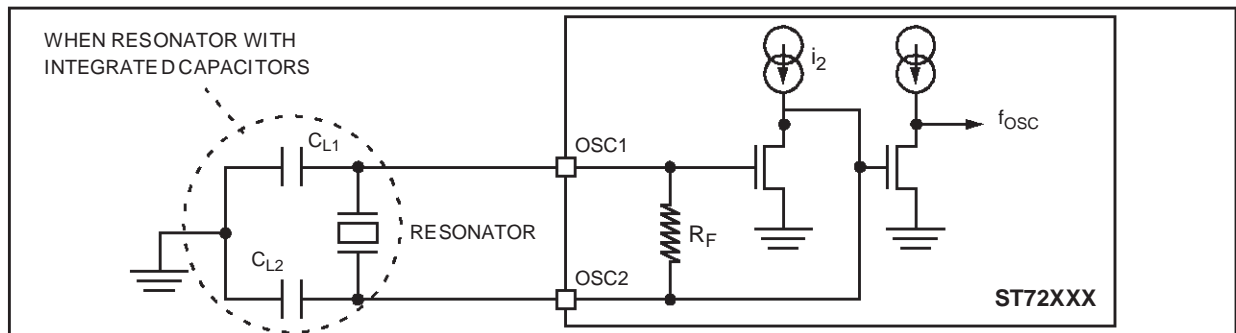 WHEN RESONATOR WITH
INTEGRATED CAPACITORS
i2
fOSC
CL1
OSC1
RESONATOR
RF
CL2
OSC2
ST72XXX